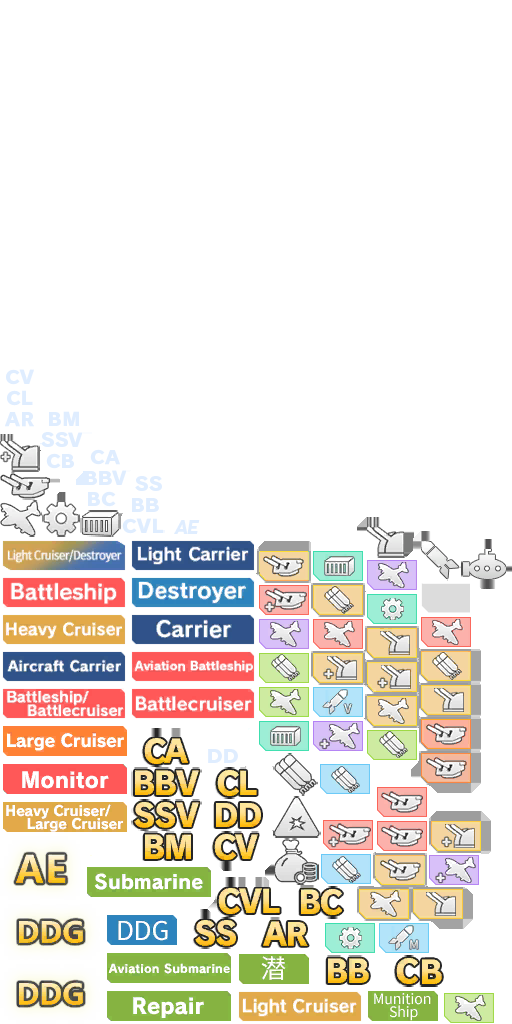 CV
CL
AR BM
SSV
CB CA
BBV SS
BC BB
CVL AE
Light Cruiser/Destroyer Light Carrier
Battleship Destroyer
Heavy Cruiser Carrier
Aircraft Carrier Aviation Battleship
Battleship/
Battlecruiser Battlecruiser
V
Large Cruiser
CA DD
Monitor BBV CL
Heavy Cruiser/
Large Cruiser SSV DD
BM CV
AE
Submarine
CVL BC
DDG DDG SS AR M
Aviation Submarine 潜 BB CB
DDG
Repair Light Cruiser Munition
Ship